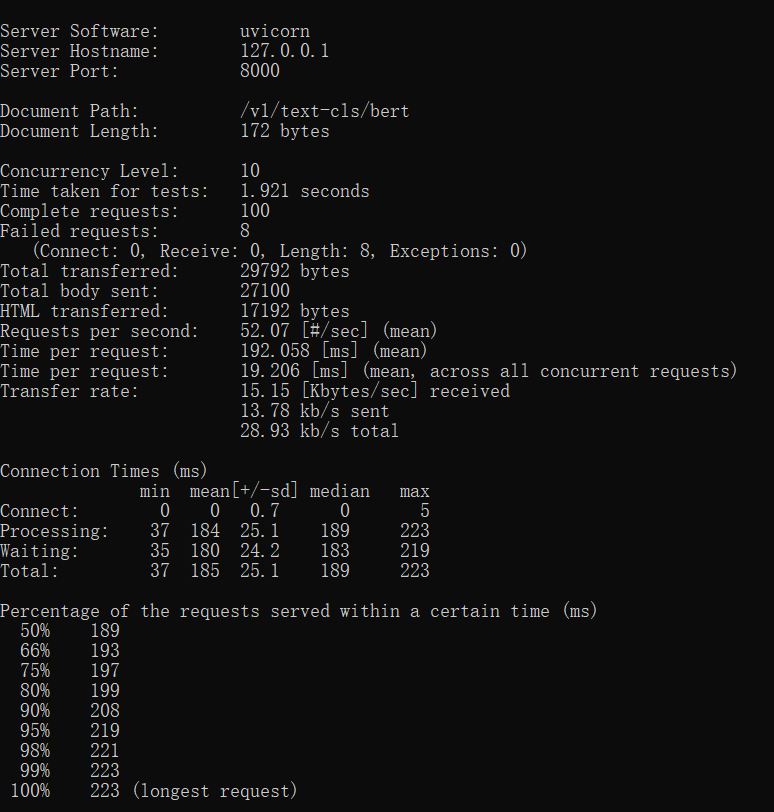 Server Software:        uvicorn
Server Hostname:        127.0.0.1
Server Port:            8000
Document Path:          /v1/text-cls/bert
Document Length:        172 bytes
Concurrency Level:      10
Time taken for tests:   1.921 seconds
Complete requests:      100
Failed requests:        8
   (Connect: 0, Receive: 0, Length: 8, Exceptions: 0)
Total transferred:      29792 bytes
Total body sent:        27100
HTML transferred:       17192 bytes
Requests per second:    52.07 [#/sec] (mean)
Time per request:       192.058 [ms] (mean)
Time per request:       19.206 [ms] (mean, across all concurrent requests)
Transfer rate:          15.15 [Kbytes/sec] received
                        13.78 kb/s sent
                        28.93 kb/s total
Connection Times (ms)
              min  mean[+/-sd] median   max
Connect:        0    0   0.7      0       5
Processing:    37  184  25.1    189     223
Waiting:       35  180  24.2    183     219
Total:         37  185  25.1    189     223
Percentage of the requests served within a certain time (ms)
  50%    189
  66%    193
  75%    197
  80%    199
  90%    208
  95%    219
  98%    221
  99%    223
 100%    223 (longest request)